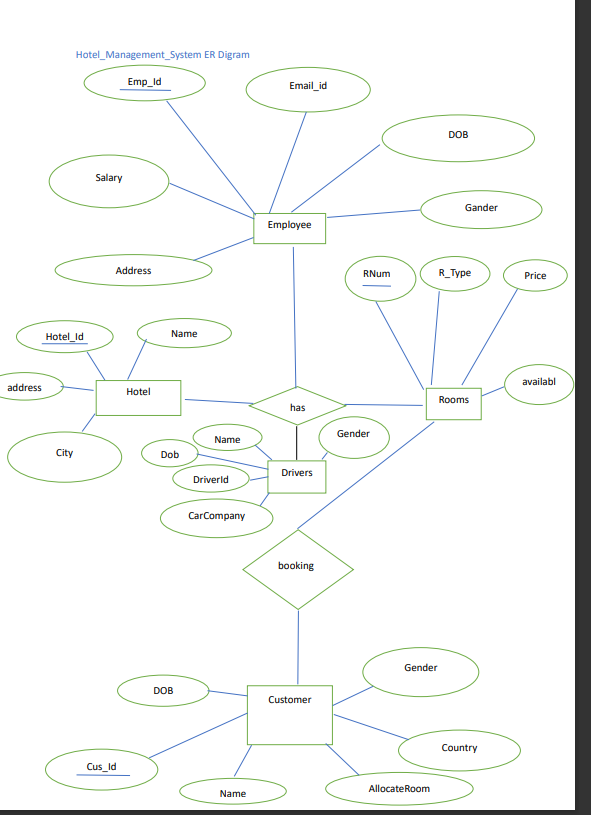 Hotel_Management_System ER Digram
Emp_Id
Email_id
DOB
Salary
Gander
Employee
Address
RNum
R_Type
Price
Hotel_Id
Name
address
Hotel
availabl
Rooms
has
City
Name
Gender
Dob
Drivers
DriverId
CarCompany
booking
Gender
DOB
Customer
Country
Cus_Id
Name
AllocateRoom